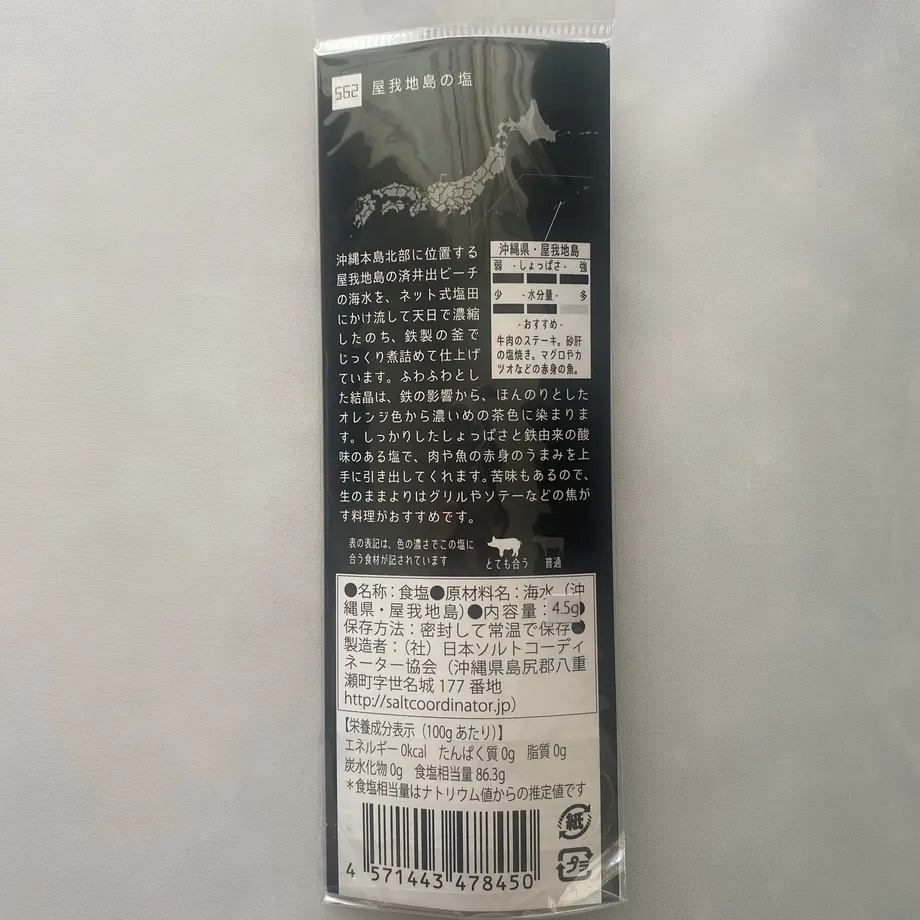 562 屋我地島の塩
沖縄県・屋我地島
弱 - しょっぱさ - 強
少 - 水分量 - 多
- おすすめ -
牛肉のステーキ。砂肝
の塩焼き。マグロやカ
ツオなどの赤身の魚。
沖縄本島北部に位置する
屋我地島の済井出ビーチ
の海水を、ネット式塩田
にかけ流して天日で濃縮
したのち、鉄製の釜で
じっくり煮詰めて仕上げ
ています。ふわふわとし
た結晶は、鉄の影響から、ほんのりとした
オレンジ色から濃いめの茶色に染まりま
す。しっかりしたしょっぱさと鉄由来の酸
味のある塩で、肉や魚の赤身のうまみを上
手に引き出してくれます。苦味もあるので、
生のままよりはグリルやソテーなどの焦が
す料理がおすすめです。
表の表記は、色の濃さでこの塩に
合う食材が記されています
とても合う 普通
●名称：食塩●原材料名：海水（沖
縄県・屋我地島）●内容量：4.5g●
保存方法：密封して常温で保存●
製造者：（社）日本ソルトコーディ
ネーター協会（沖縄県島尻郡八重
瀬町字世名城 177 番地
http://saltcoordinator.jp）
【栄養成分表示（100g あたり）】
エネルギー 0kcal たんぱく質 0g 脂質 0g
炭水化物 0g 食塩相当量 86.3g
＊食塩相当量はナトリウム値からの推定値です
紙
プラ
4 571443 478450